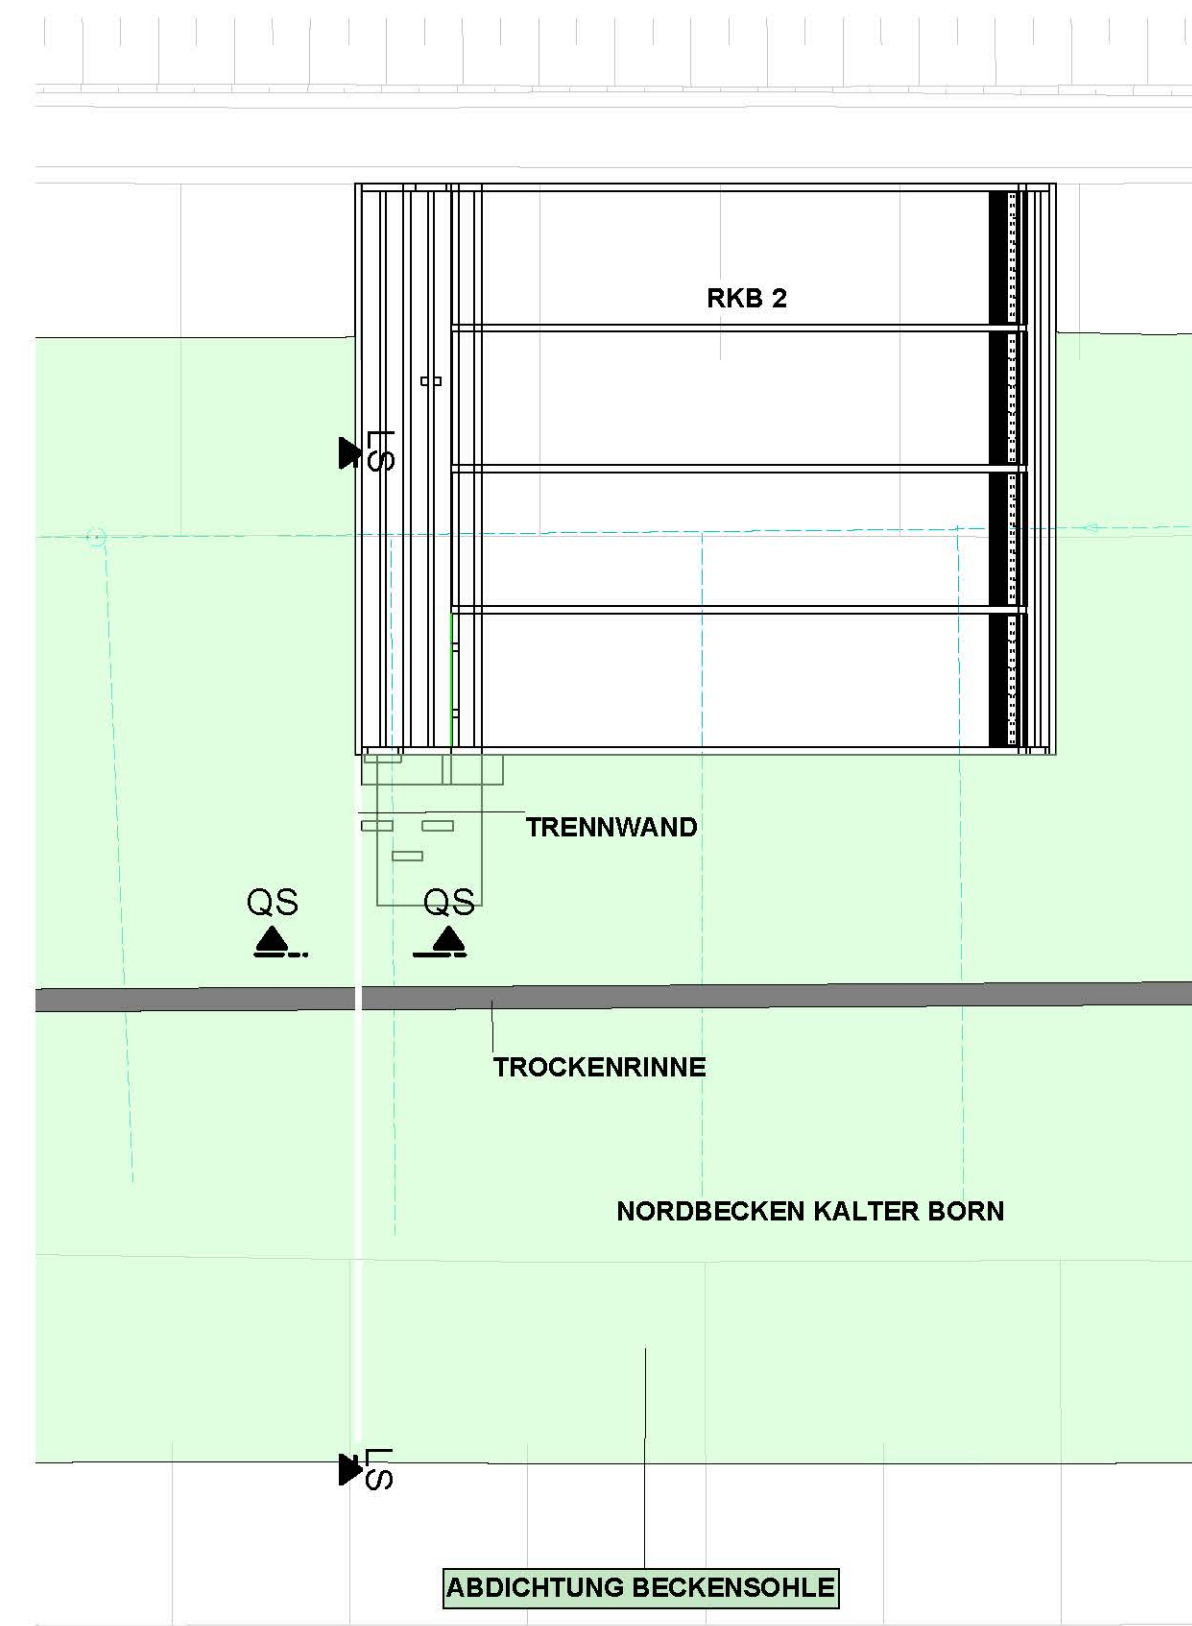 RKB 2
LS
TRENNWAND
QS QS
TROCKENRINNE
NORDBECKEN KALTER BORN
LS
ABDICHTUNG BECKENSOHLE